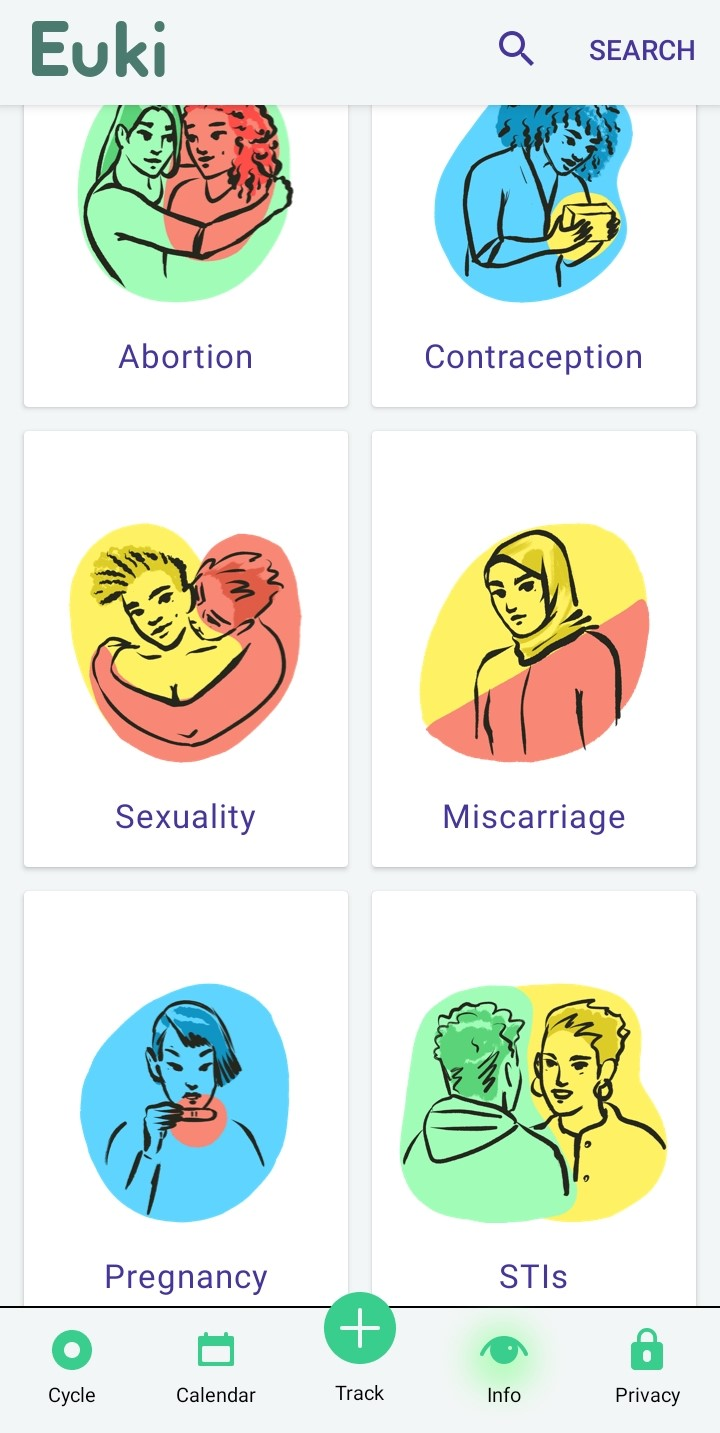 Euki
SEARCH
Abortion
Contraception
Sexuality
Miscarriage
Pregnancy
STIs
Cycle
Calendar
Track
Info
Privacy